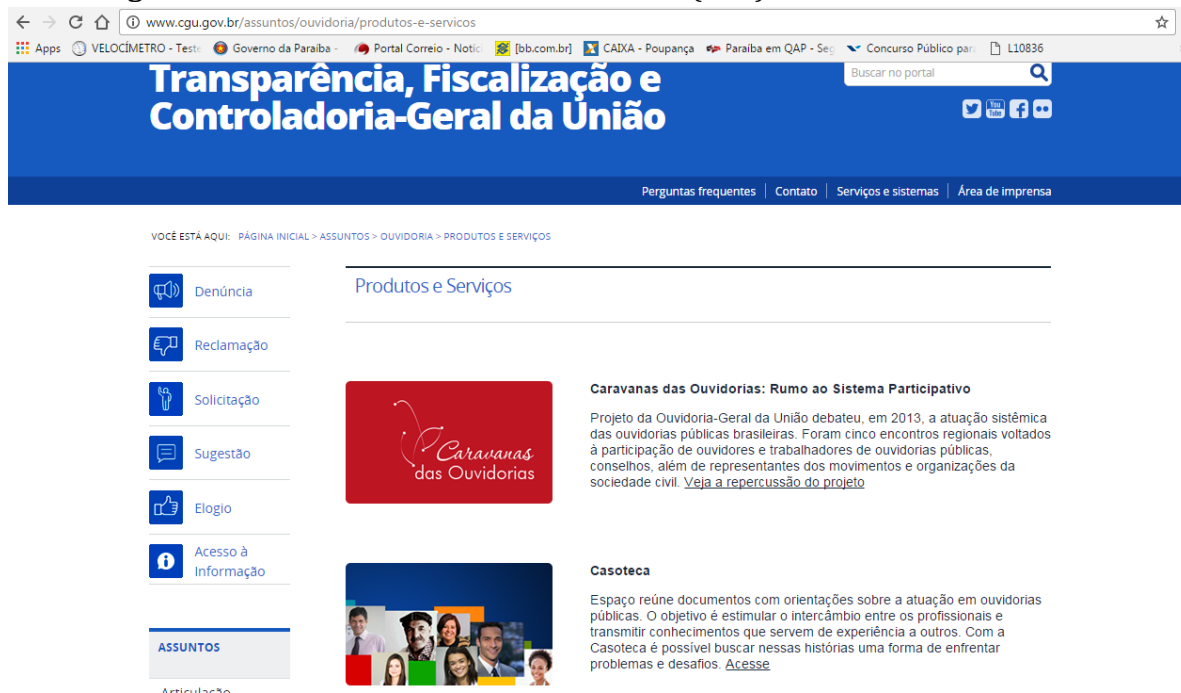 www.cgu.gov.br/assuntos/ouvidoria/produtos-e-servicos
Apps VELOCÍMETRO - Teste Governo da Paraiba - Portal Correio - Notíc [bb.com.br] CAIXA - Poupança Paraiba em QAP - Seg Concurso Público par L10836
Transparência, Fiscalização e
Controladoria-Geral da União
Buscar no portal
You
Tube
Perguntas frequentes Contato Serviços e sistemas Área de imprensa
VOCÊ ESTÁ AQUI: PÁGINA INICIAL > ASSUNTOS > OUVIDORIA > PRODUTOS E SERVIÇOS
Denúncia
Reclamação
Solicitação
Sugestão
Elogio
Acesso à
Informação
ASSUNTOS
Articulação
Produtos e Serviços
Caravanas
das Ouvidorias
Caravanas das Ouvidorias: Rumo ao Sistema Participativo
Projeto da Ouvidoria-Geral da União debateu, em 2013, a atuação sistêmica
das ouvidorias públicas brasileiras. Foram cinco encontros regionais voltados
à participação de ouvidores e trabalhadores de ouvidorias públicas,
conselhos, além de representantes dos movimentos e organizações da
sociedade civil. Veja a repercussão do projeto
Casoteca
Espaço reúne documentos com orientações sobre a atuação em ouvidorias
públicas. O objetivo é estimular o intercâmbio entre os profissionais e
transmitir conhecimentos que servem de experiência a outros. Com a
Casoteca é possível buscar nessas histórias uma forma de enfrentar
problemas e desafios. Acesse